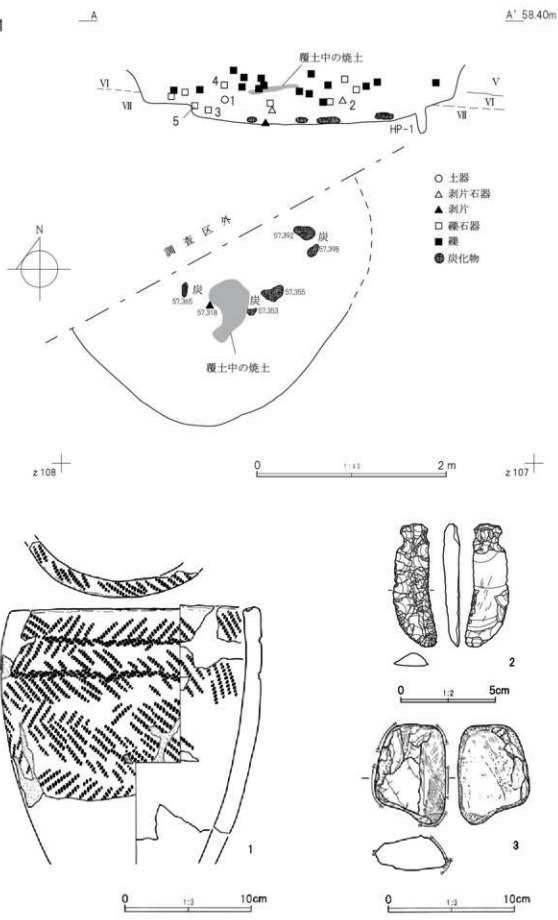 1
A
A' 58.40m
覆土中の焼土
VI
VII
4
1
3
5
2
V
VI
VII
HP-1
○ 土器
△ 剥片石器
▲ 剥片
□ 礫石器
■ 礫
炭化物
N
調査区外
57.392
炭
57.398
57.365
炭
炭
57.355
57.318
57.353
覆土中の焼土
z 108
0 1:40 2 m
z 107
1
0 1:3 10cm
2
0 1:2 5cm
3
0 1:3 10cm